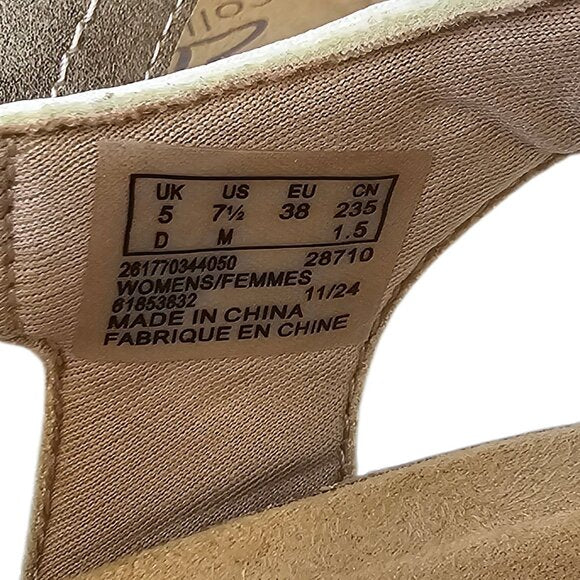 UK US EU CN
5 7½ 38 235
D M 1.5
261770344050 28710
WOMENS/FEMMES
61853632 11/24
MADE IN CHINA
FABRIQUE EN CHINE